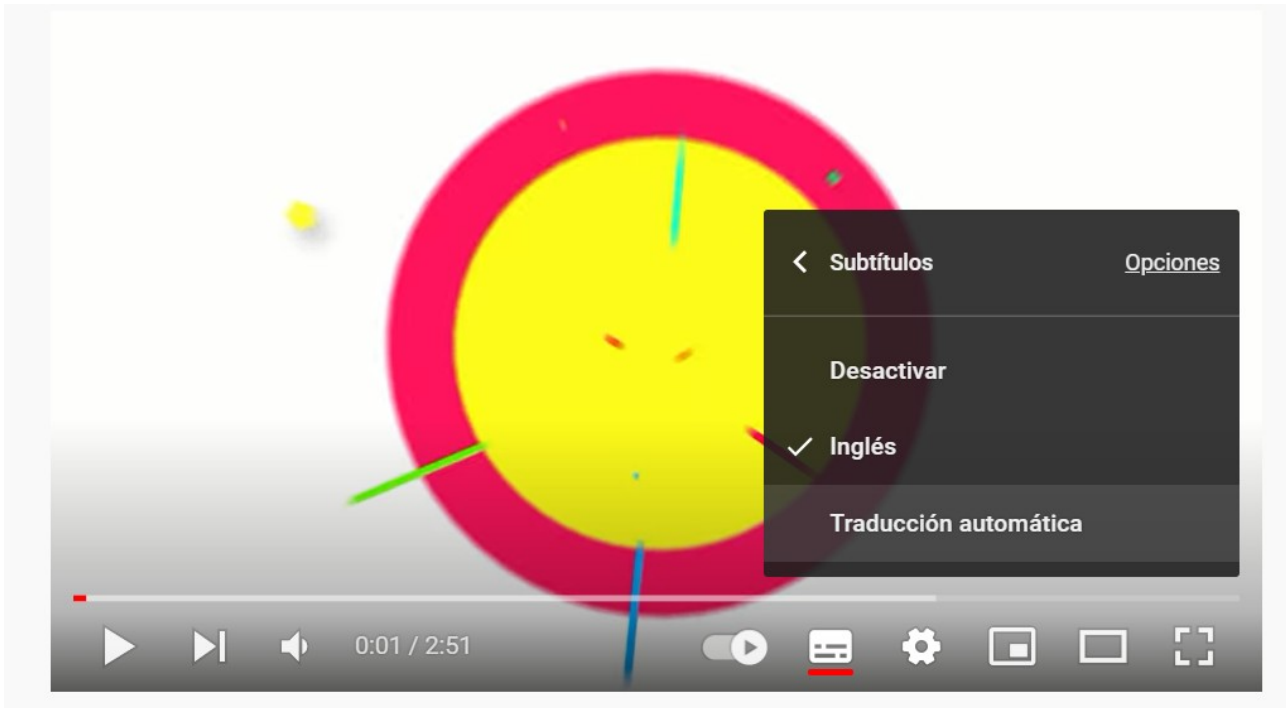 Subtítulos Opciones
Desactivar
Inglés
Traducción automática
0:01 / 2:51